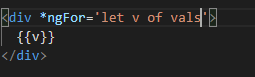 <div *ngFor='let v of vals'>
{{v}}
</div>